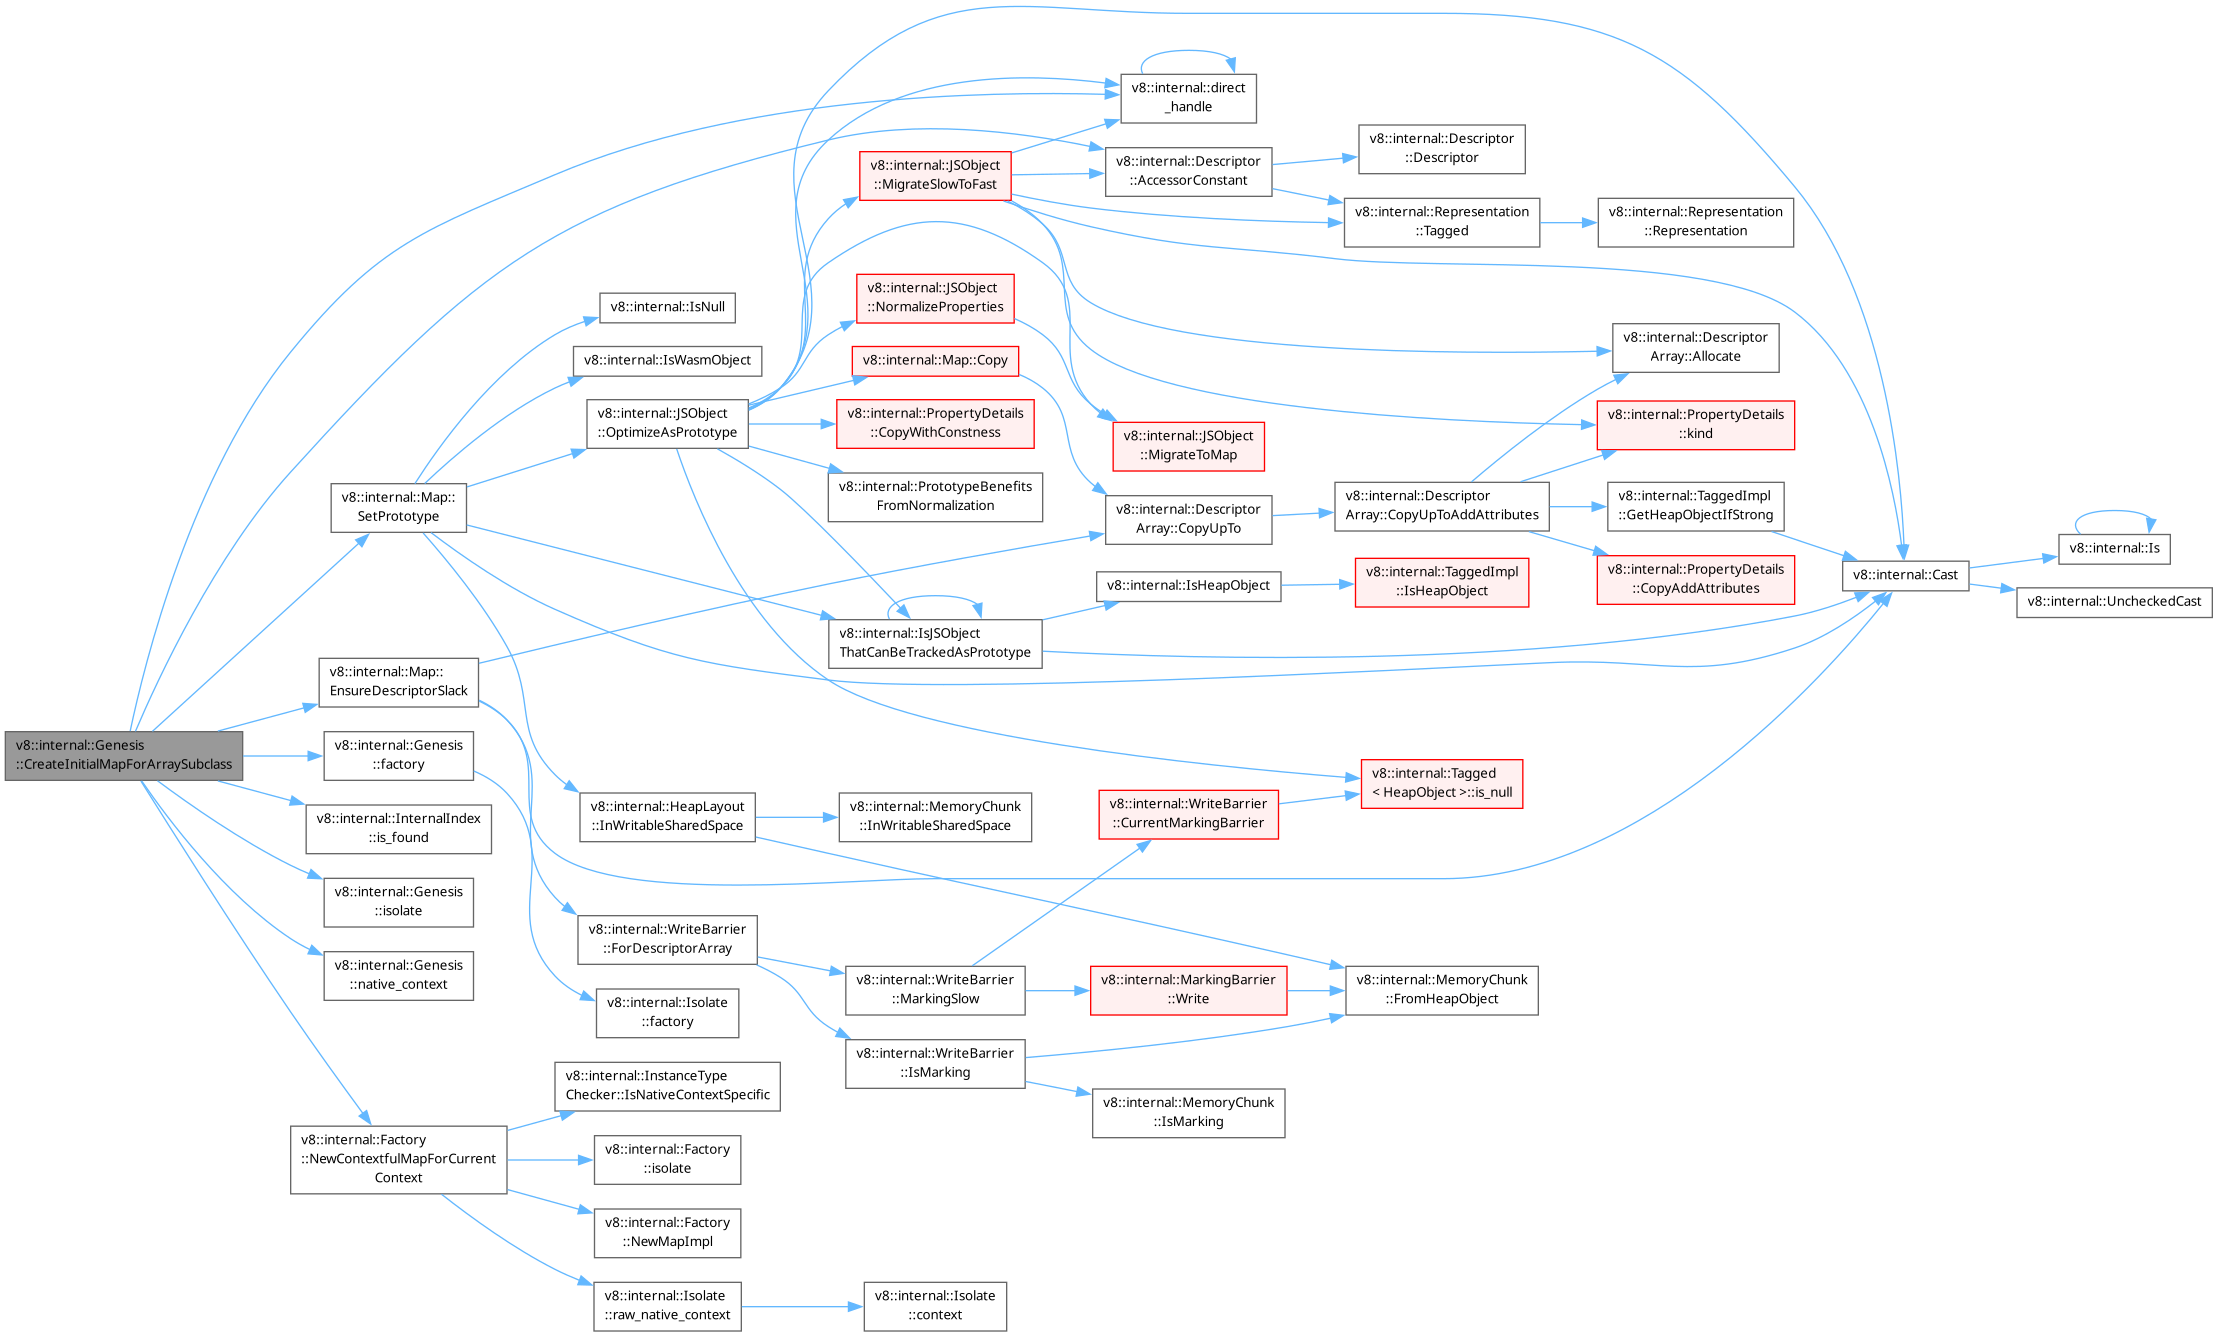 v8::internal::Genesis
::CreateInitialMapForArraySubclass
v8::internal::direct
_handle
v8::internal::Descriptor
::AccessorConstant
v8::internal::Descriptor
::Descriptor
v8::internal::Representation
::Tagged
v8::internal::Representation
::Representation
v8::internal::Map::
SetPrototype
v8::internal::IsNull
v8::internal::IsWasmObject
v8::internal::JSObject
::OptimizeAsPrototype
v8::internal::JSObject
::MigrateSlowToFast
v8::internal::JSObject
::NormalizeProperties
v8::internal::Map::Copy
v8::internal::PropertyDetails
::CopyWithConstness
v8::internal::PrototypeBenefits
FromNormalization
v8::internal::JSObject
::MigrateToMap
v8::internal::Descriptor
Array::CopyUpTo
v8::internal::Descriptor
Array::CopyUpToAddAttributes
v8::internal::Descriptor
Array::Allocate
v8::internal::PropertyDetails
::kind
v8::internal::TaggedImpl
::GetHeapObjectIfStrong
v8::internal::PropertyDetails
::CopyAddAttributes
v8::internal::Cast
v8::internal::Is
v8::internal::UncheckedCast
v8::internal::IsJSObject
ThatCanBeTrackedAsPrototype
v8::internal::IsHeapObject
v8::internal::TaggedImpl
::IsHeapObject
v8::internal::Map::
EnsureDescriptorSlack
v8::internal::Genesis
::factory
v8::internal::InternalIndex
::is_found
v8::internal::Genesis
::isolate
v8::internal::Genesis
::native_context
v8::internal::HeapLayout
::InWritableSharedSpace
v8::internal::MemoryChunk
::InWritableSharedSpace
v8::internal::WriteBarrier
::CurrentMarkingBarrier
v8::internal::Tagged
< HeapObject >::is_null
v8::internal::WriteBarrier
::ForDescriptorArray
v8::internal::WriteBarrier
::MarkingSlow
v8::internal::MarkingBarrier
::Write
v8::internal::MemoryChunk
::FromHeapObject
v8::internal::Isolate
::factory
v8::internal::WriteBarrier
::IsMarking
v8::internal::MemoryChunk
::IsMarking
v8::internal::Factory
::NewContextfulMapForCurrent
Context
v8::internal::InstanceType
Checker::IsNativeContextSpecific
v8::internal::Factory
::isolate
v8::internal::Factory
::NewMapImpl
v8::internal::Isolate
::raw_native_context
v8::internal::Isolate
::context